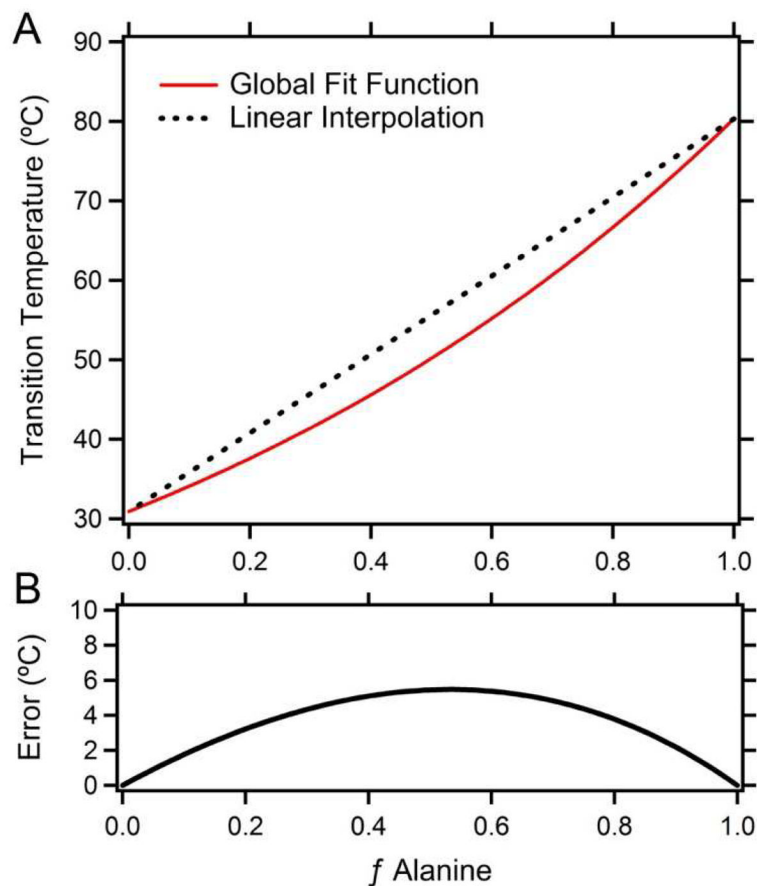 A
90
80
70
60
50
40
30
Transition Temperature (ºC)
Global Fit Function
Linear Interpolation
0.0 0.2 0.4 0.6 0.8 1.0
B
10
8
6
4
2
0
Error (ºC)
0.0 0.2 0.4 0.6 0.8 1.0
ƒ Alanine